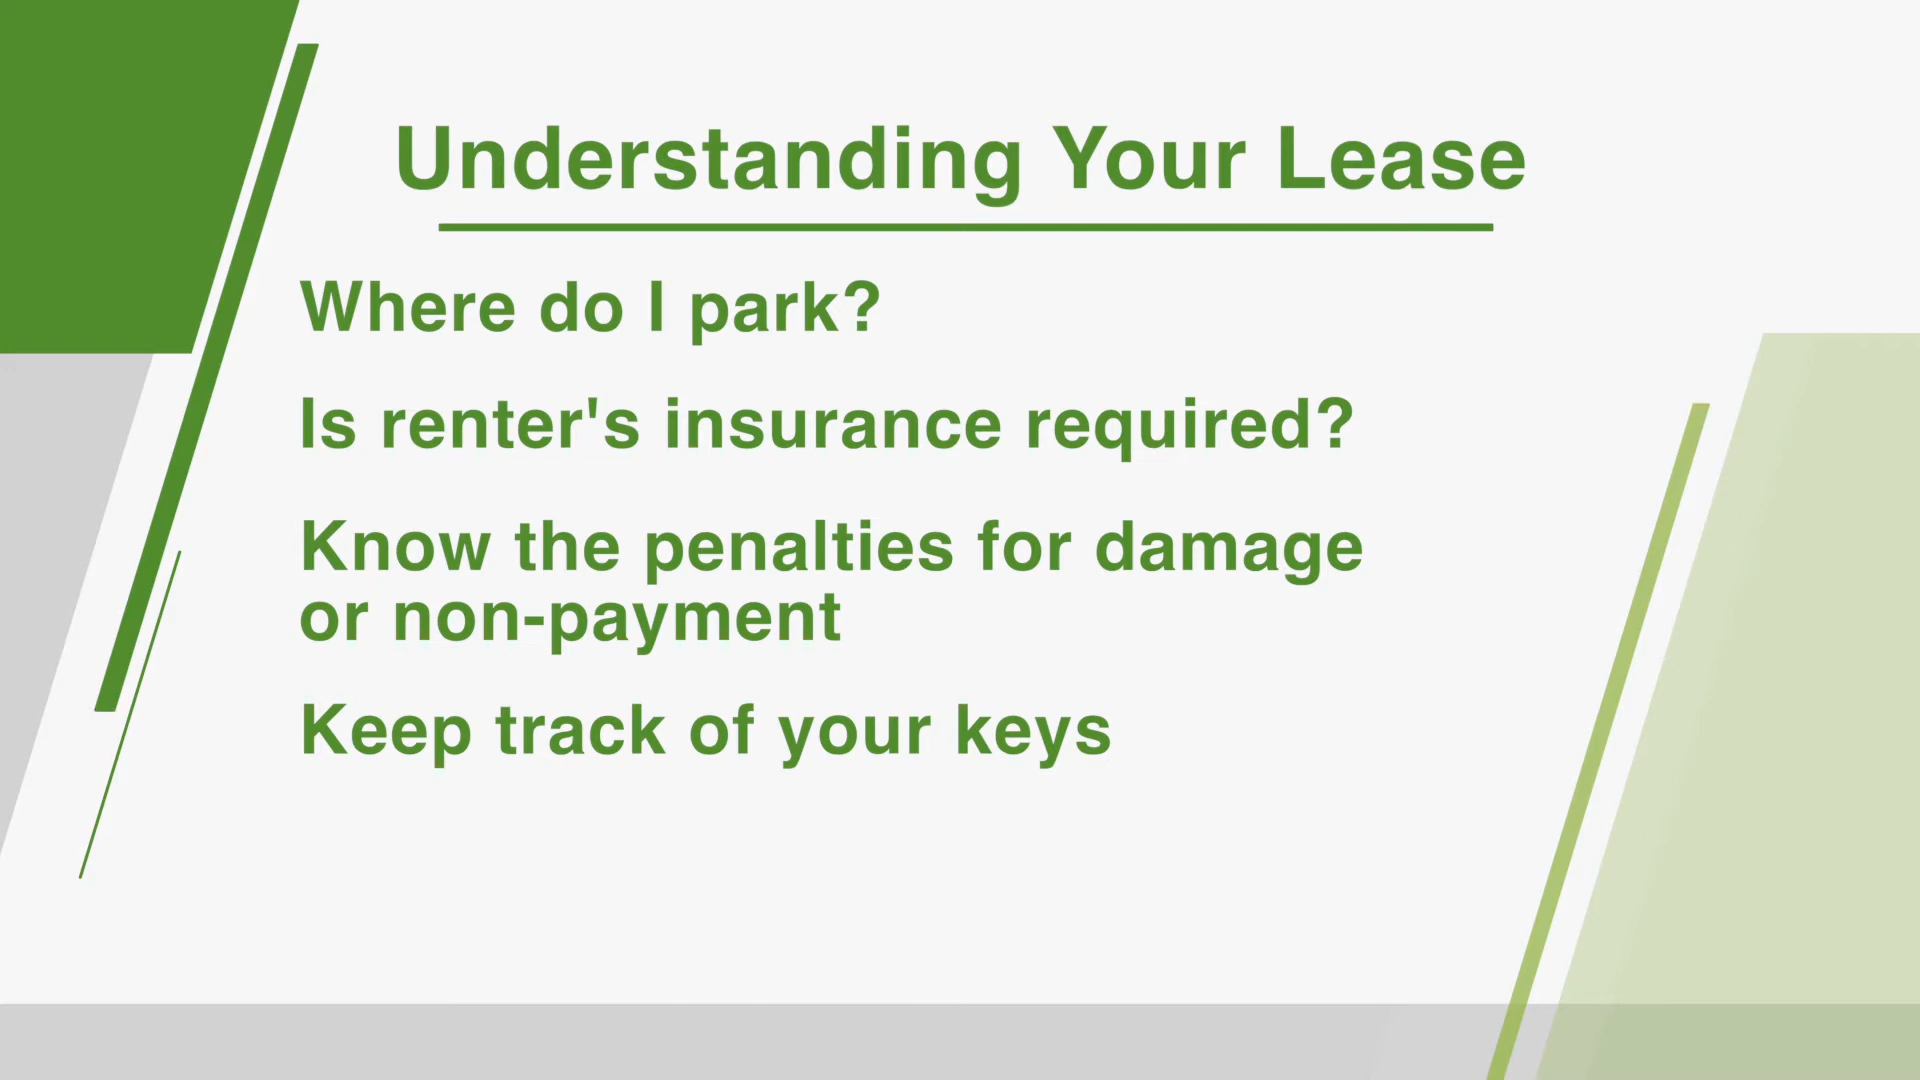 Understanding Your Lease
Where do I park?
Is renter's insurance required?
Know the penalties for damage
or non-payment
Keep track of your keys